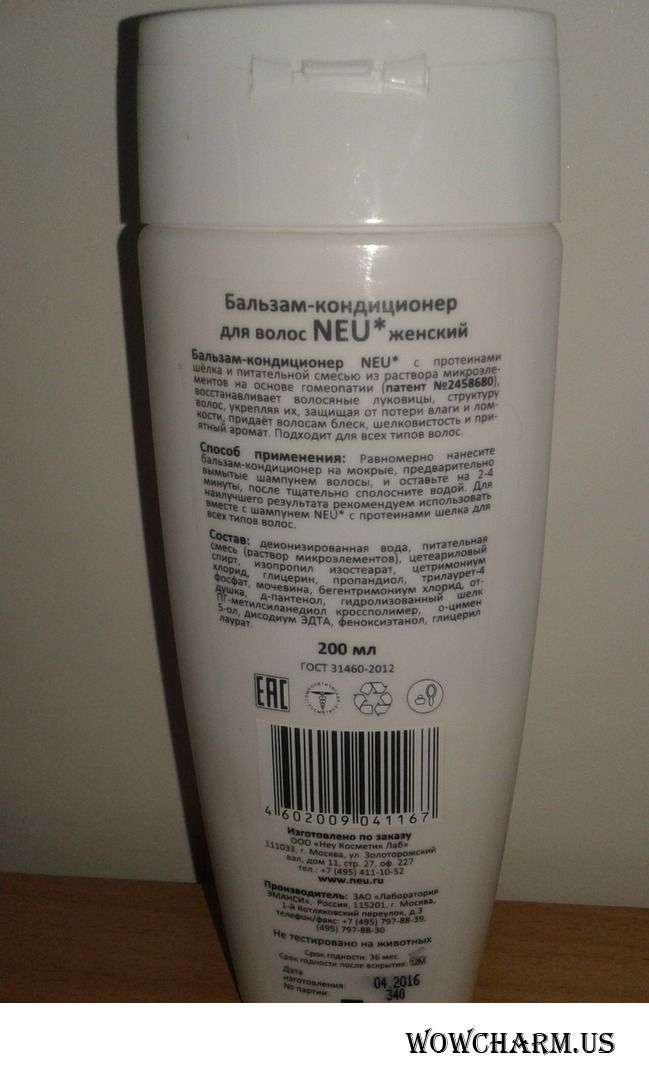 Бальзам-кондиционер
для волос NEU* женский
Бальзам-кондиционер NEU* с протеинами
шёлка и питательной смесью из раствора микроэле-
ментов на основе гомеопатии (патент №2458680),
восстанавливает волосяные луковицы, структуру
волос, укрепляя их, защищая от потери влаги и лом-
кости, придаёт волосам блеск, шелковистость и при-
ятный аромат. Подходит для всех типов волос.
Способ применения: Равномерно нанесите
бальзам-кондиционер на мокрые, предварительно
вымытые шампунем волосы, и оставьте на 2-4
минуты, после тщательно сполосните водой. Для
наилучшего результата рекомендуем использовать
вместе с шампунем NEU* с протеинами шелка для
всех типов волос.
Состав: деионизированная вода, питательная
смесь (раствор микроэлементов), цетеариловый
спирт, изопропил изостеарат, цетримониум
хлорид, глицерин, пропандиол, трилаурет-4
фосфат, мочевина, бегентримониум хлорид, от-
душка, д-пантенол, гидролизованный шелк
ПГ-метилсиланедиол кроссполимер, о-цимен
5-ол, дисодиум ЭДТА, феноксиэтанол, глицерил
лаурат.
200 мл
ГОСТ 31460-2012
EAC
4 602009 041167
Изготовлено по заказу
ООО «Неу Косметик Лаб»
111033, г. Москва, ул. Золоторожский
вал, дом 11, стр. 27, оф. 227
тел.: +7 (495) 411-10-52
www.neu.ru
Производитель: ЗАО «Лаборатория
ЭМАНСИ», Россия, 115201, г. Москва,
1-й Котляковский переулок, д.3
телефон/факс: +7 (495) 797-88-39,
(495) 797-88-30
Не тестировано на животных
Срок годности: 36 мес.
Срок годности после вскрытия: 12M
Дата
изготовления: 04 2016
№ партии: 340
WOWCHARM.US